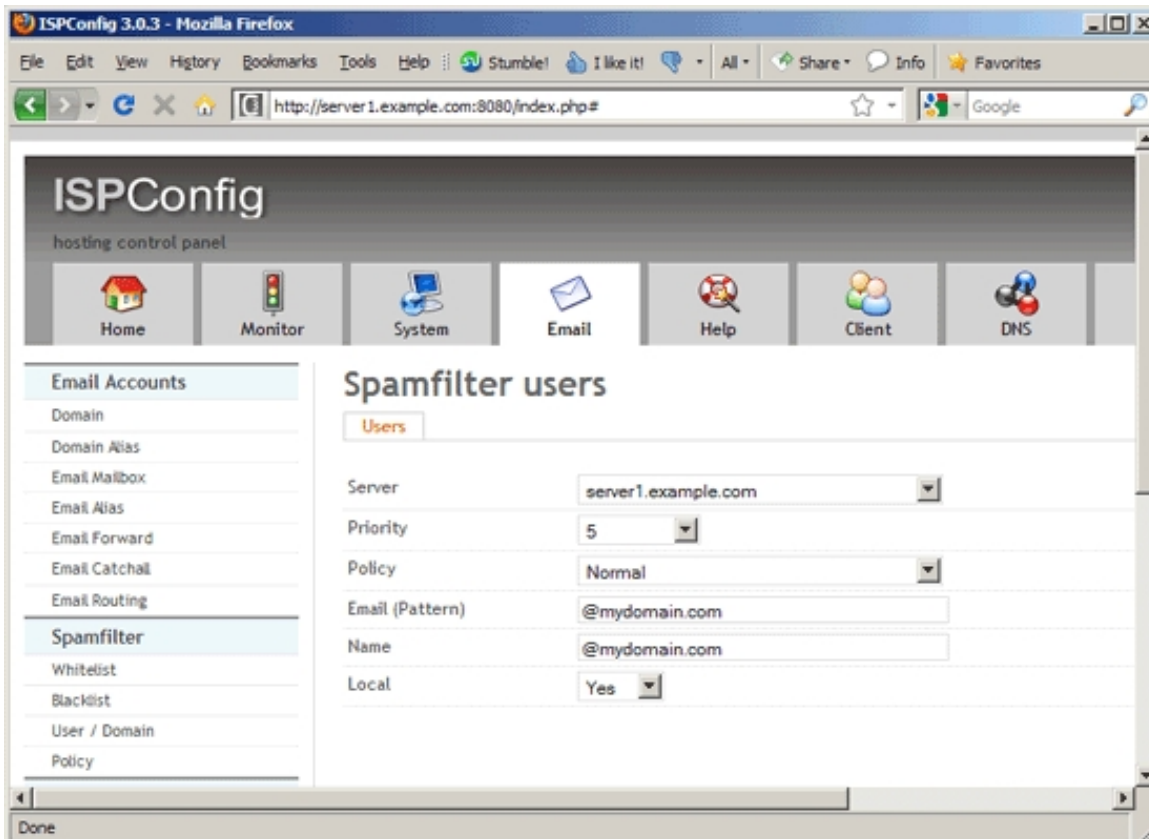 ISPConfig 3.0.3 - Mozilla Firefox
File Edit View History Bookmarks Tools Help Stumble! I like it! All Share Info Favorites
http://server1.example.com:8080/index.php# Google
ISPConfig
hosting control panel
Home Monitor System Email Help Client DNS
Email Accounts
Domain
Domain Alias
Email Mailbox
Email Alias
Email Forward
Email Catchall
Email Routing
Spamfilter
Whitelist
Blacklist
User / Domain
Policy
Spamfilter users
Users
Server server1.example.com
Priority 5
Policy Normal
Email (Pattern) @mydomain.com
Name @mydomain.com
Local Yes
Done